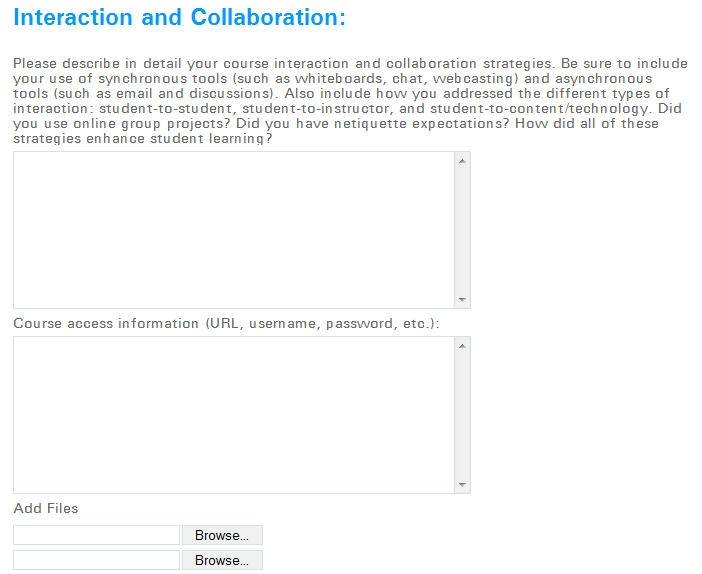 Interaction and Collaboration:
Please describe in detail your course interaction and collaboration strategies. Be sure to include
your use of synchronous tools (such as whiteboards, chat, webcasting) and asynchronous
tools (such as email and discussions). Also include how you addressed the different types of
interaction: student-to-student, student-to-instructor, and student-to-content/technology. Did
you use online group projects? Did you have netiquette expectations? How did all of these
strategies enhance student learning?
Course access information (URL, username, password, etc.):
Add Files
Browse...
Browse...